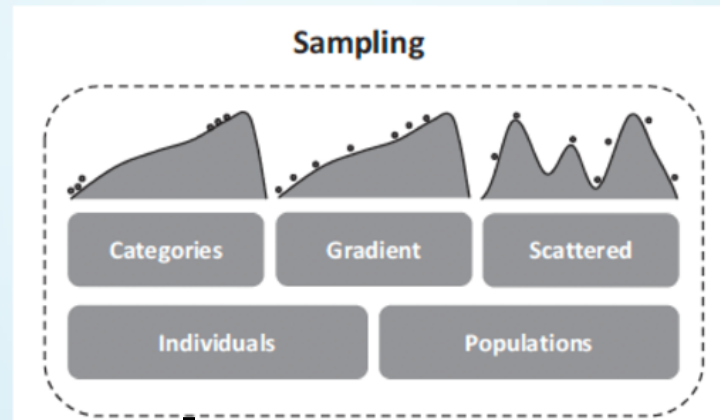 Sampling
Categories Gradient Scattered
Individuals Populations